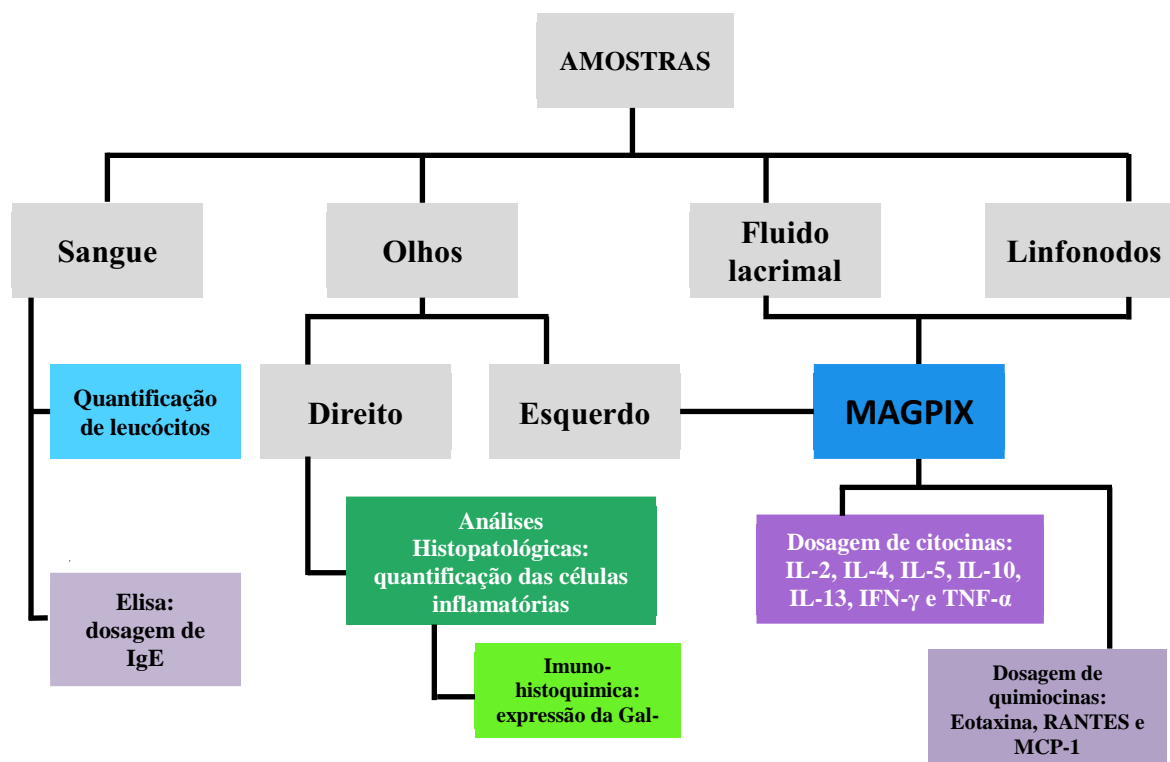 AMOSTRAS
Sangue
Olhos
Fluido
lacrimal
Linfonodos
Quantificação
de leucócitos
Direito
Esquerdo
MAGPIX
Análises
Histopatológicas:
quantificação das células
inflamatórias
Dosagem de citocinas:
IL-2, IL-4, IL-5, IL-10,
IL-13, IFN-γ e TNF-α
Elisa:
dosagem de
IgE
Imuno-
histoquimica:
expressão da Gal-
Dosagem de
quimiocinas:
Eotaxina, RANTES e
MCP-1